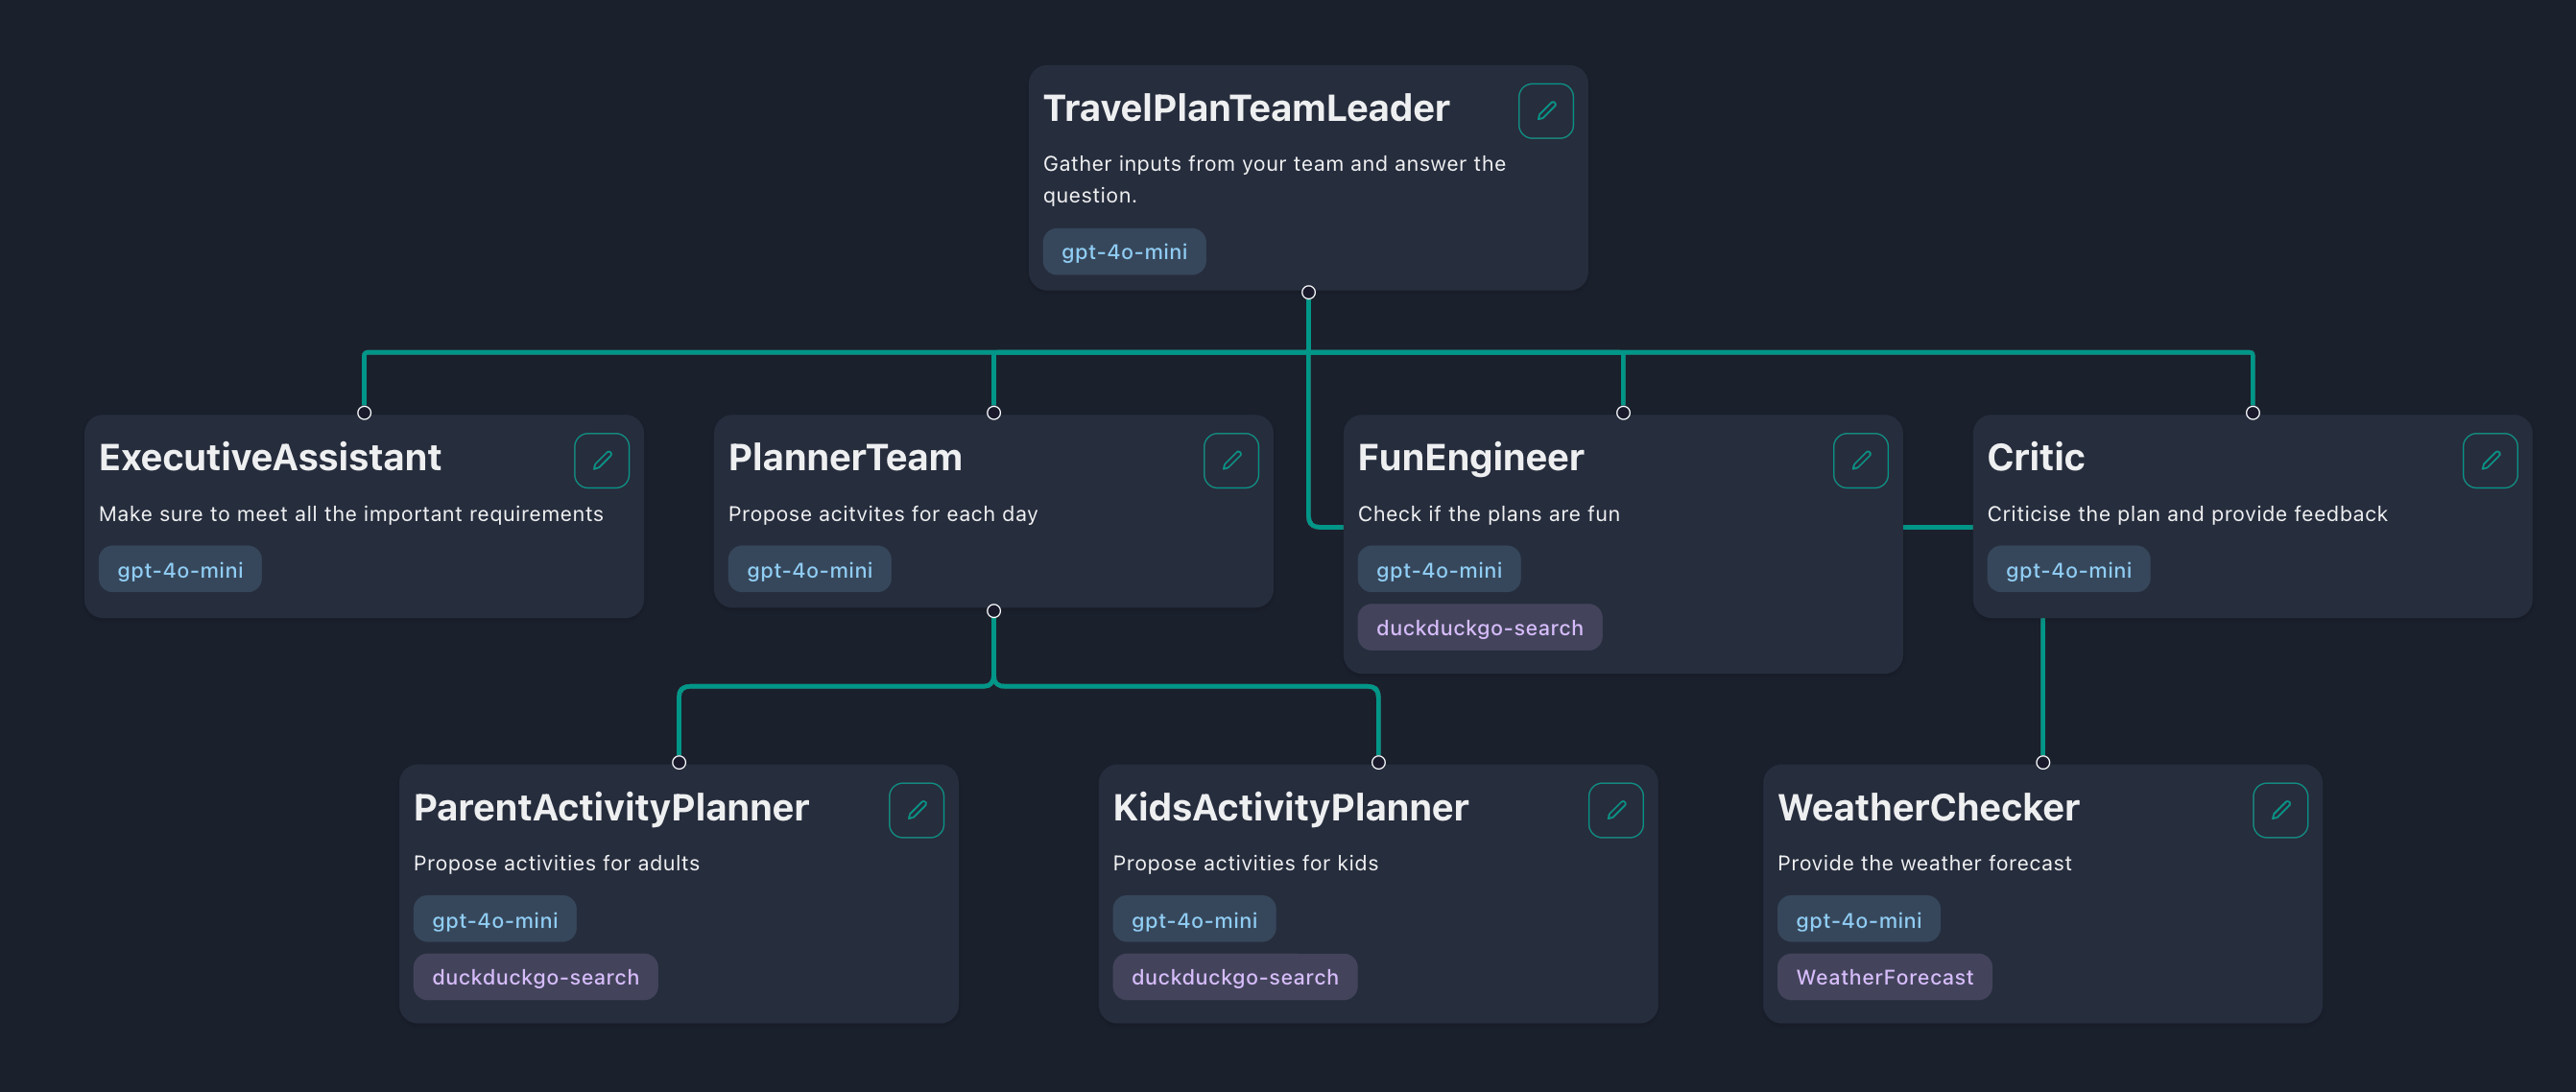 TravelPlanTeamLeader
Gather inputs from your team and answer the
question.
gpt-4o-mini
ExecutiveAssistant
Make sure to meet all the important requirements
gpt-4o-mini
PlannerTeam
Propose acitvites for each day
gpt-4o-mini
FunEngineer
Check if the plans are fun
gpt-4o-mini
duckduckgo-search
Critic
Criticise the plan and provide feedback
gpt-4o-mini
ParentActivityPlanner
Propose activities for adults
gpt-4o-mini
duckduckgo-search
KidsActivityPlanner
Propose activities for kids
gpt-4o-mini
duckduckgo-search
WeatherChecker
Provide the weather forecast
gpt-4o-mini
WeatherForecast